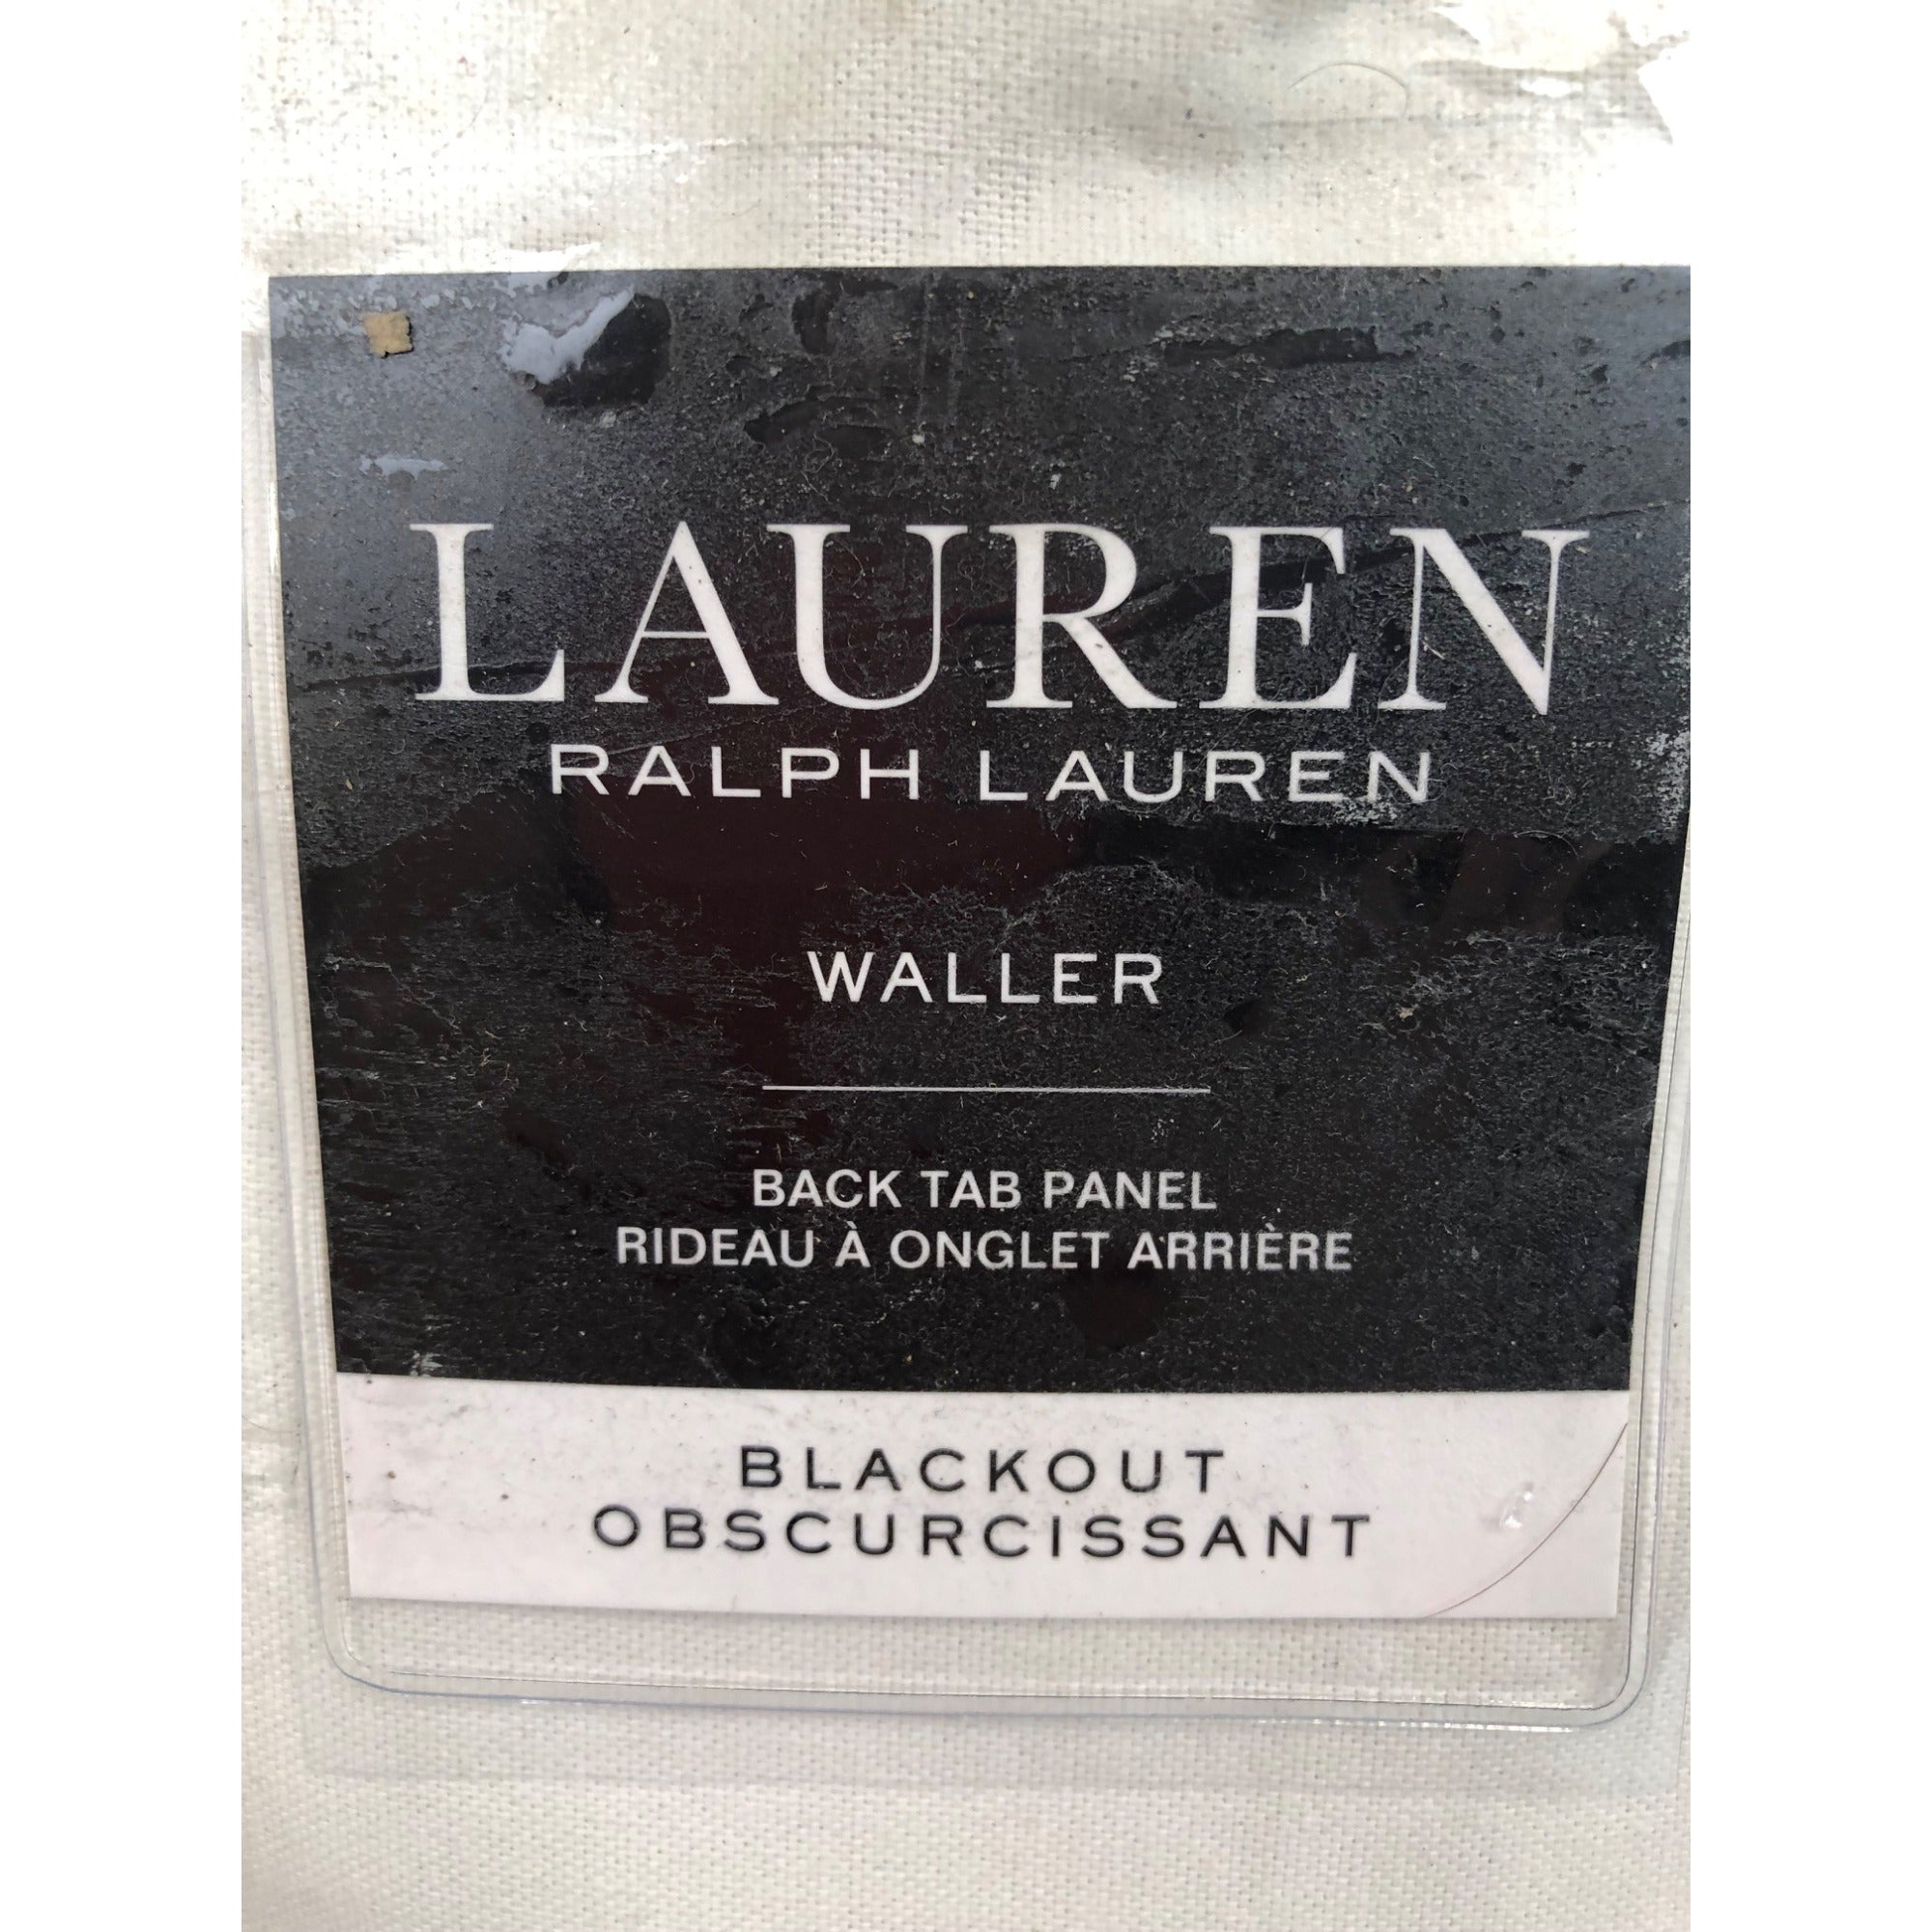 LAUREN
RALPH LAUREN
WALLER
BACK TAB PANEL
RIDEAU À ONGLET ARRIÈRE
BLACKOUT
OBSCURCISSANT